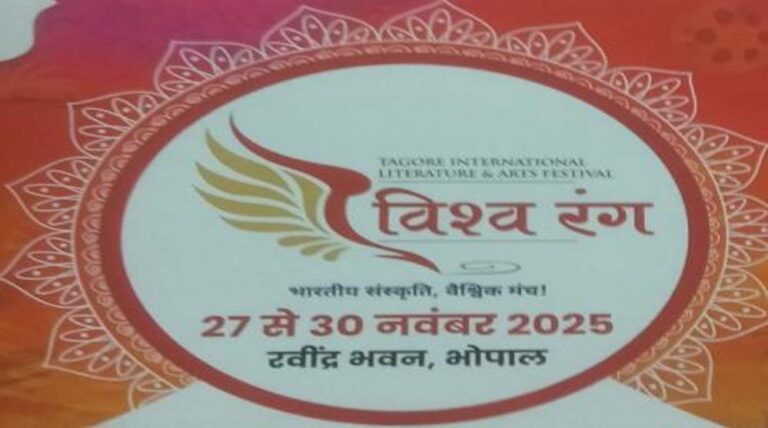 TAGORE INTERNATIONAL
LITERATURE & ARTS FESTIVAL
विश्व रंग
भारतीय संस्कृति, वैश्विक मंच!
27 से 30 नवंबर 2025
रवींद्र भवन, भोपाल